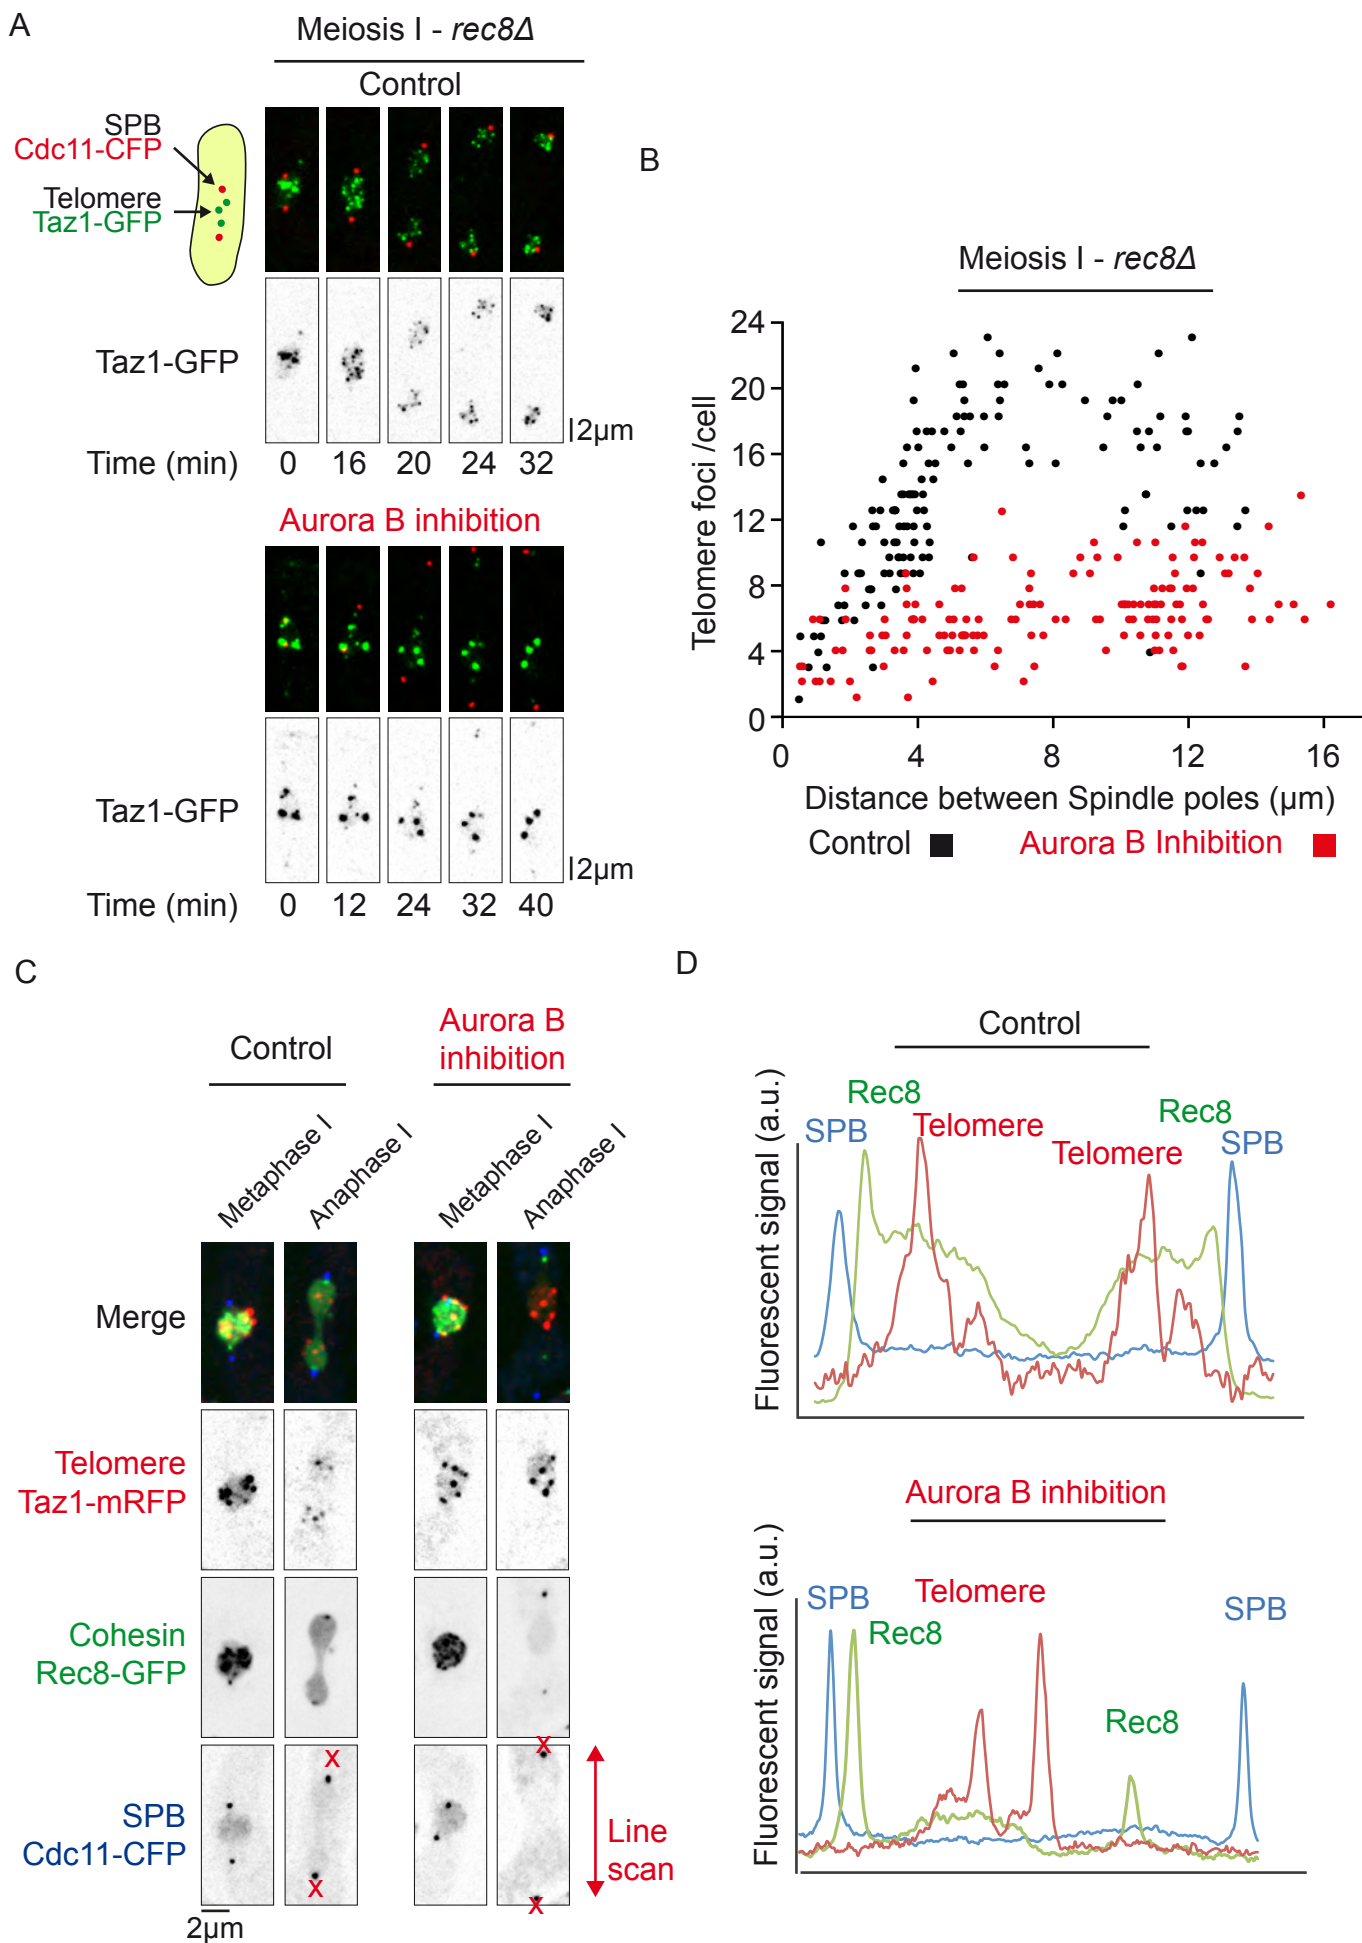 A
Meiosis I - rec8Δ
Control
SPB
Cdc11-CFP
Telomere
Taz1-GFP
Taz1-GFP
2µm
Time (min) 0 16 20 24 32
Aurora B inhibition
Taz1-GFP
2µm
Time (min) 0 12 24 32 40
B
Meiosis I - rec8Δ
Telomere foci /cell
24
20
16
12
8
4
0
0 4 8 12 16
Distance between Spindle poles (µm)
Control Aurora B Inhibition
C
Control
Aurora B
inhibition
Metaphase I
Anaphase I
Metaphase I
Anaphase I
Merge
Telomere
Taz1-mRFP
Cohesin
Rec8-GFP
SPB
Cdc11-CFP
x
x
x
x
Line
scan
2µm
D
Control
Fluorescent signal (a.u.)
SPB
Rec8
Telomere
Telomere
Rec8
SPB
Aurora B inhibition
Fluorescent signal (a.u.)
SPB
Rec8
Telomere
Rec8
SPB